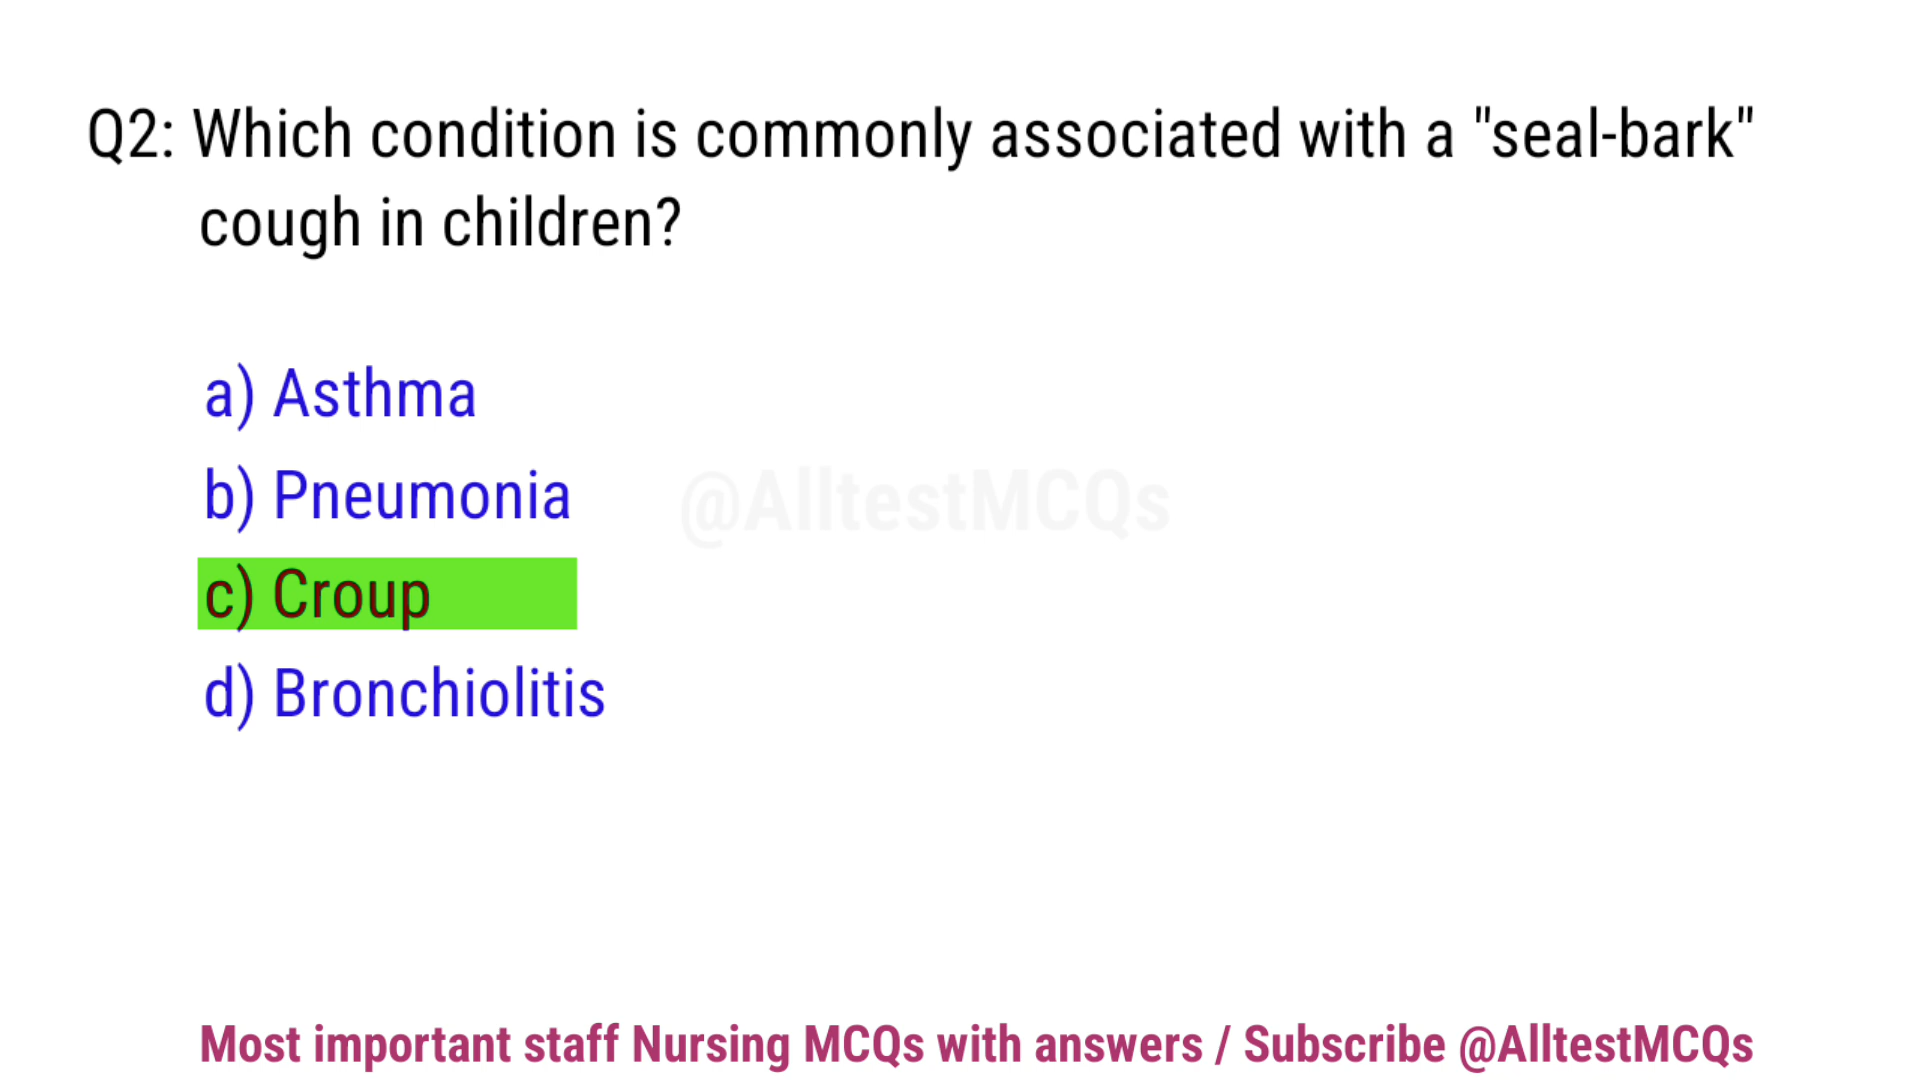 Q2: Which condition is commonly associated with a "seal-bark"
cough in children?
a) Asthma
b) Pneumonia
@AlltestMCQs
c) Croup
d) Bronchiolitis
Most important staff Nursing MCQs with answers / Subscribe @AlltestMCQs